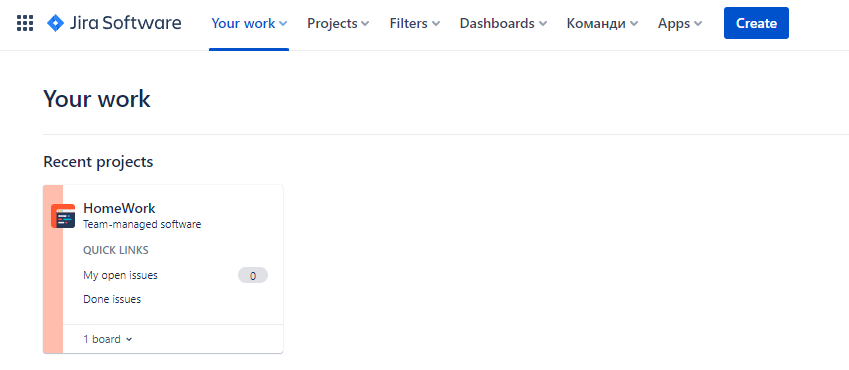 Jira Software Your work Projects Filters Dashboards Команди Apps Create
Your work
Recent projects
HomeWork
Team-managed software
QUICK LINKS
My open issues 0
Done issues
1 board